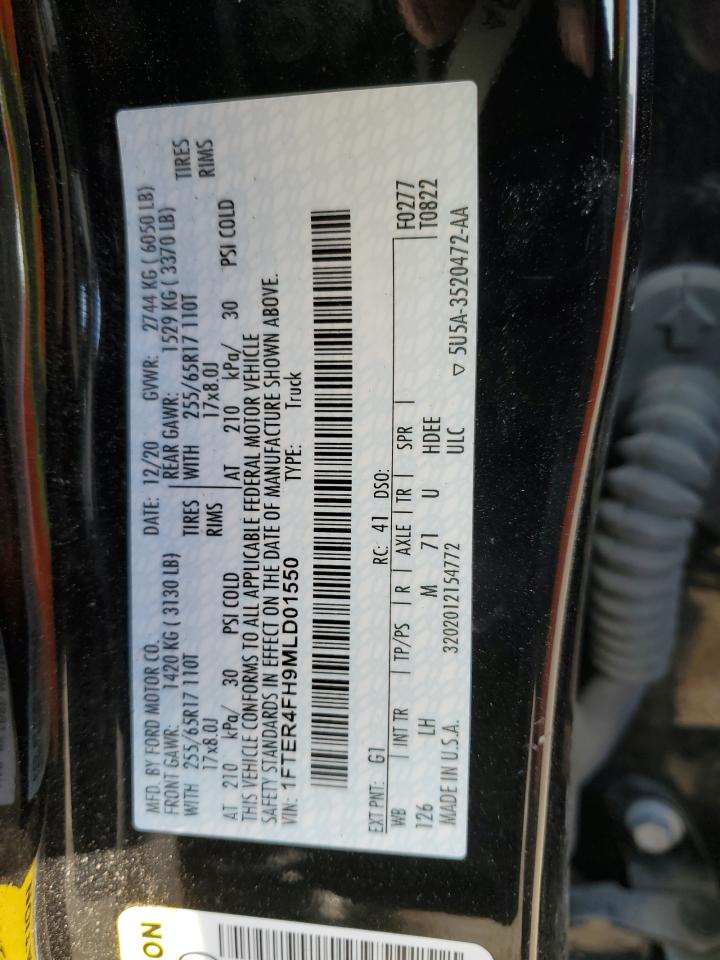 MFD. BY FORD MOTOR CO. DATE: 12/20 GVWR: 2744 KG ( 6050 LB)
FRONT GAWR: 1420 KG ( 3130 LB) REAR GAWR: 1529 KG ( 3370 LB)
WITH 255/65R17 110T TIRES WITH 255/65R17 110T TIRES
17x8.0J RIMS 17x8.0J RIMS
AT 210 kPa/ 30 PSI COLD AT 210 kPa/ 30 PSI COLD
THIS VEHICLE CONFORMS TO ALL APPLICABLE FEDERAL MOTOR VEHICLE
SAFETY STANDARDS IN EFFECT ON THE DATE OF MANUFACTURE SHOWN ABOVE.
VIN: 1FTER4FH9MLD01550 TYPE: Truck
EXT PNT: G1 RC: 41 DSO: F0277
WB INT TR TP/PS R AXLE TR SPR T0822
126 LH M 71 U HDEE
MADE IN U.S.A. 3202012154772 ULC ▽ 5U5A-3520472-AA
ON